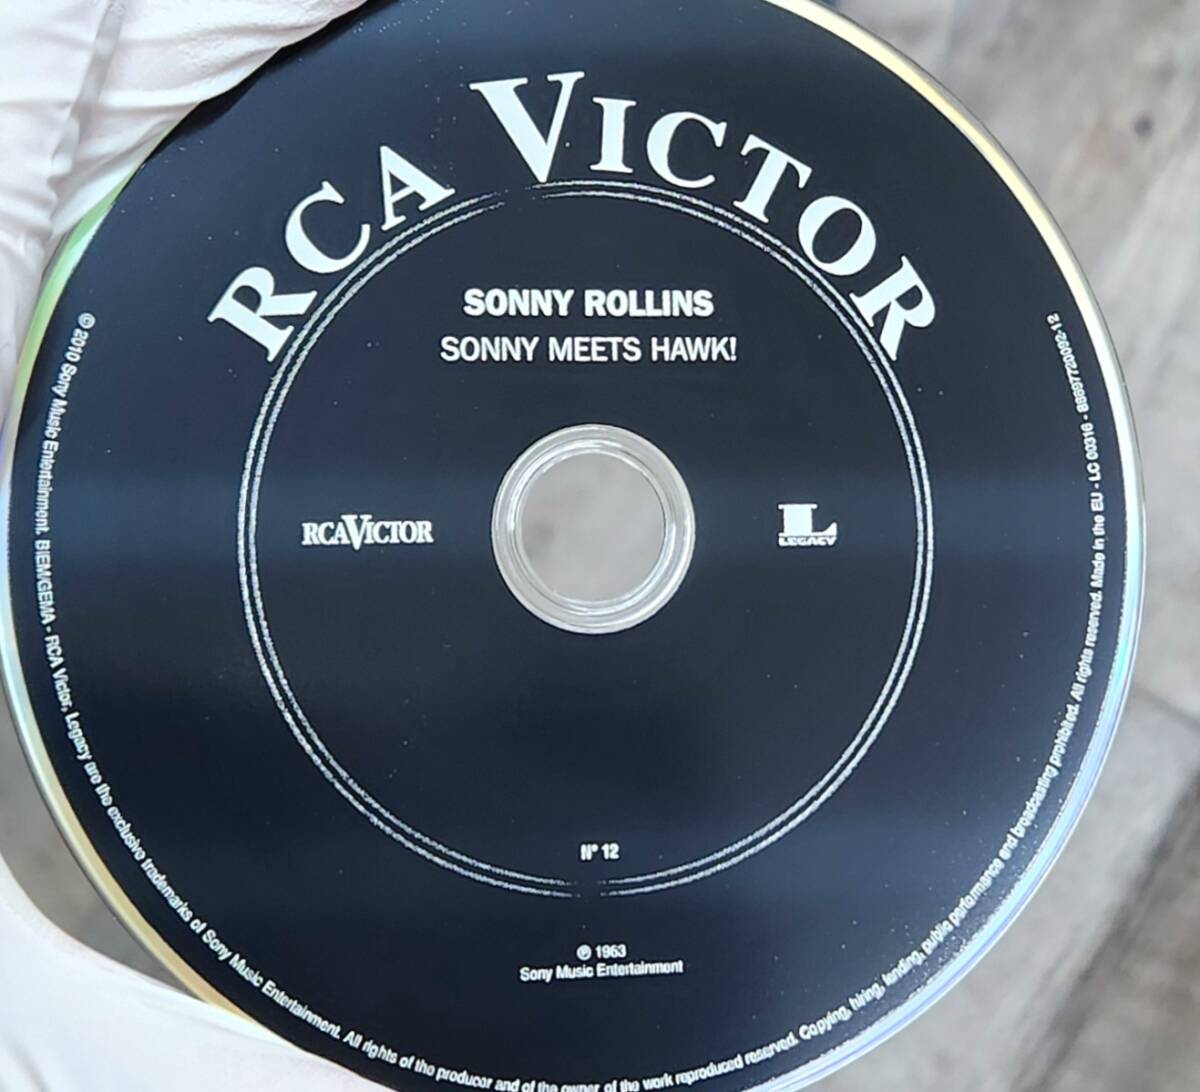 RCA VICTOR
SONNY ROLLINS
SONNY MEETS HAWK!
RCAVICTOR
L
LEGACY
N° 12
℗ 1963
Sony Music Entertainment
© 2010 Sony Music Entertainment. BIEM/GEMA - RCA Victor, Legacy are the exclusive trademarks of Sony Music Entertainment. All rights of the producer and of the owner of the work reproduced reserved. Copying, hiring, lending, public performance and broadcasting prohibited. All rights reserved. Made in the EU - LC 00316 - 88697720092-12